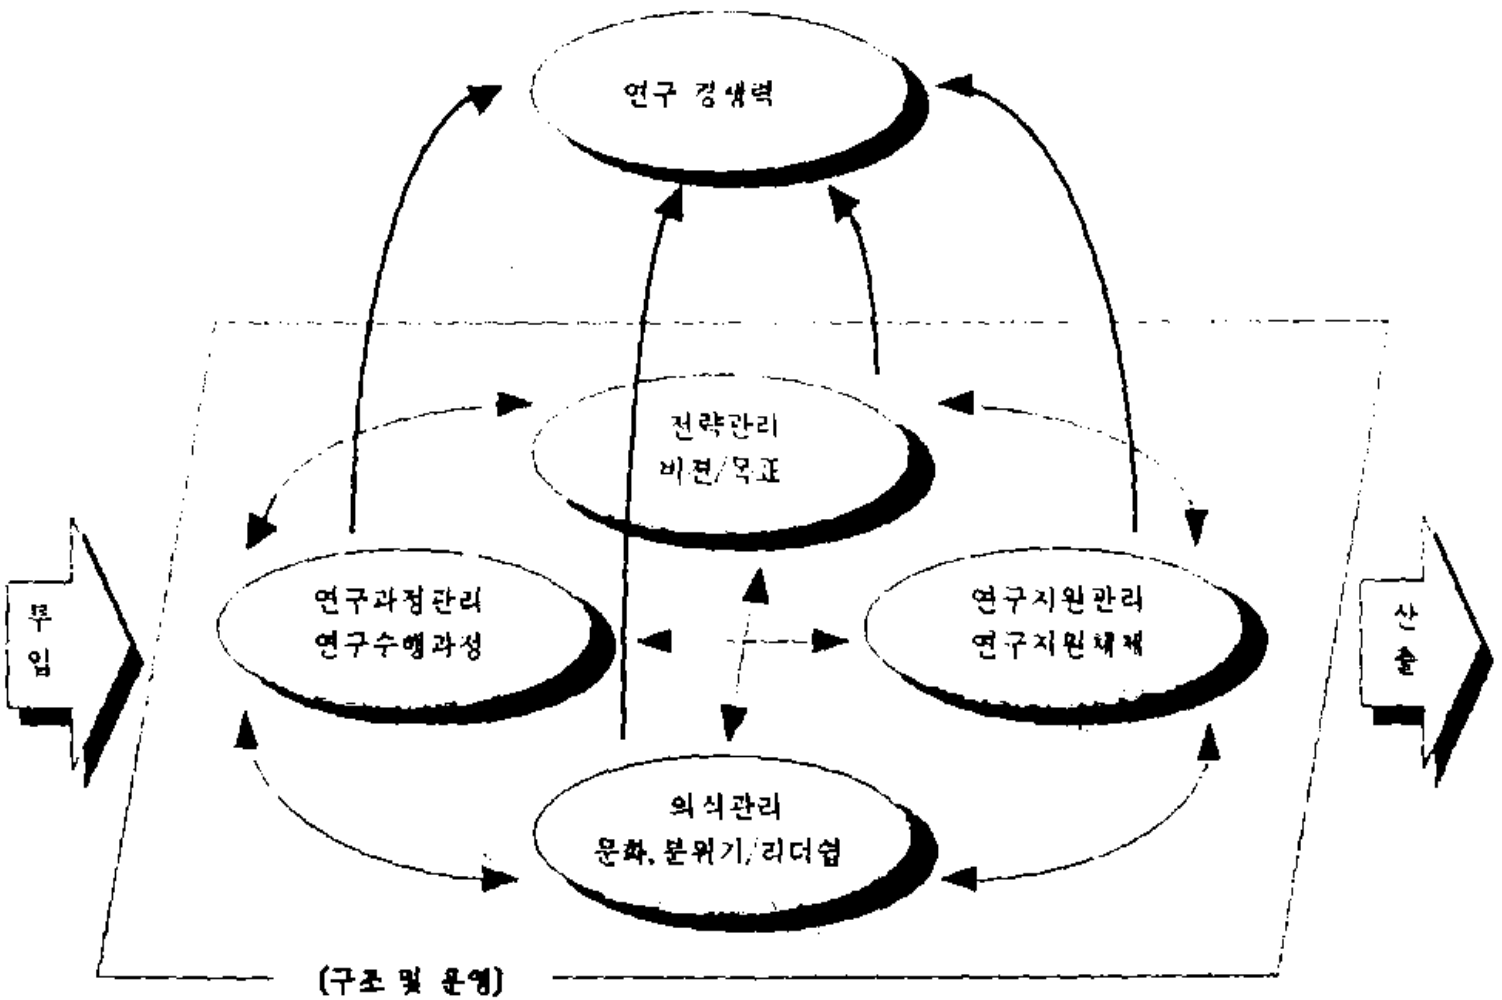 연구 경쟁력
전략관리
비전/목표
투
입
연구과정관리
연구수행과정
연구지원관리
연구지원체제
산
출
의식관리
문화, 분위기/리더쉽
(구조 및 운영)